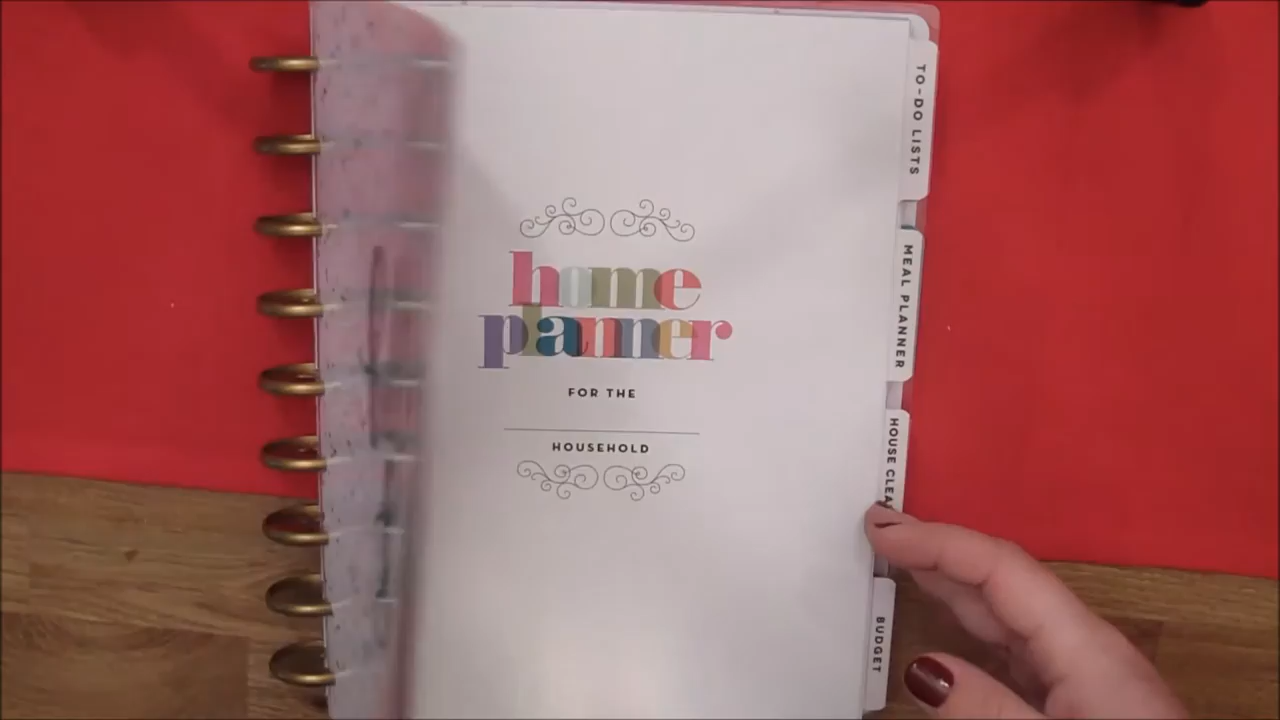 home
planner
FOR THE
HOUSEHOLD
TO-DO LISTS
MEAL PLANNER
HOUSE CLEA
BUDGET